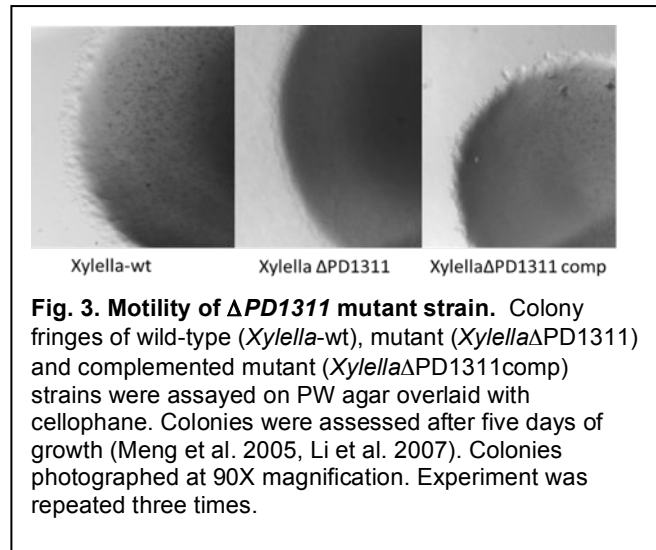 Xylella-wt Xylella ΔPD1311 XylellaΔPD1311 comp
Fig. 3. Motility of ΔPD1311 mutant strain. Colony
fringes of wild-type (Xylella-wt), mutant (XylellaΔPD1311)
and complemented mutant (XylellaΔPD1311comp)
strains were assayed on PW agar overlaid with
cellophane. Colonies were assessed after five days of
growth (Meng et al. 2005, Li et al. 2007). Colonies
photographed at 90X magnification. Experiment was
repeated three times.